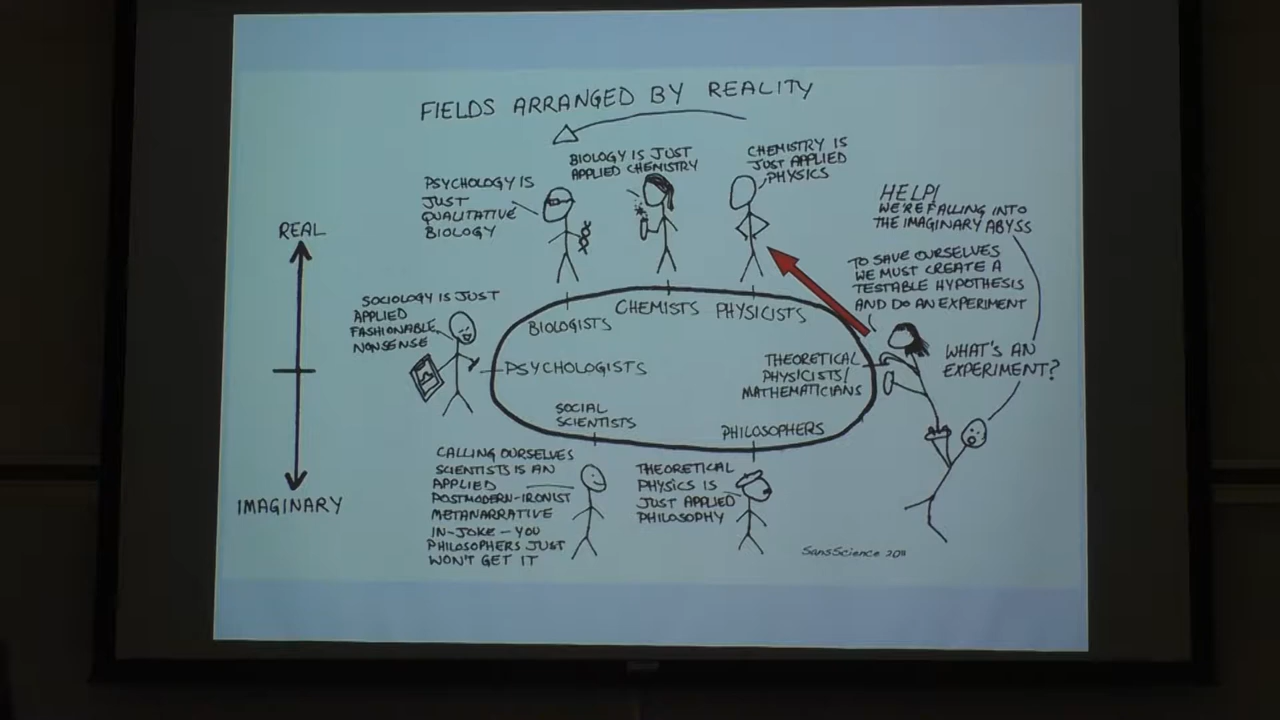 FIELDS ARRANGED BY REALITY
PSYCHOLOGY IS
JUST
QUALITATIVE
BIOLOGY
BIOLOGY IS JUST
APPLIED CHEMISTRY
CHEMISTRY IS
JUST APPLIED
PHYSICS
HELP!
WE'RE FALLING INTO
THE IMAGINARY ABYSS
TO SAVE OURSELVES
WE MUST CREATE A
TESTABLE HYPOTHESIS
AND DO AN EXPERIMENT
WHAT'S AN
EXPERIMENT?
REAL
IMAGINARY
SOCIOLOGY IS JUST
APPLIED
FASHIONABLE
NONSENSE
BIOLOGISTS
CHEMISTS
PHYSICISTS
PSYCHOLOGISTS
THEORETICAL
PHYSICISTS/
MATHEMATICIANS
SOCIAL
SCIENTISTS
PHILOSOPHERS
CALLING OURSELVES
SCIENTISTS IS AN
APPLIED
POSTMODERN-IRONIST
METANARRATIVE
IN-JOKE - YOU
PHILOSOPHERS JUST
WON'T GET IT
THEORETICAL
PHYSICS IS
JUST APPLIED
PHILOSOPHY
SansScience 2011